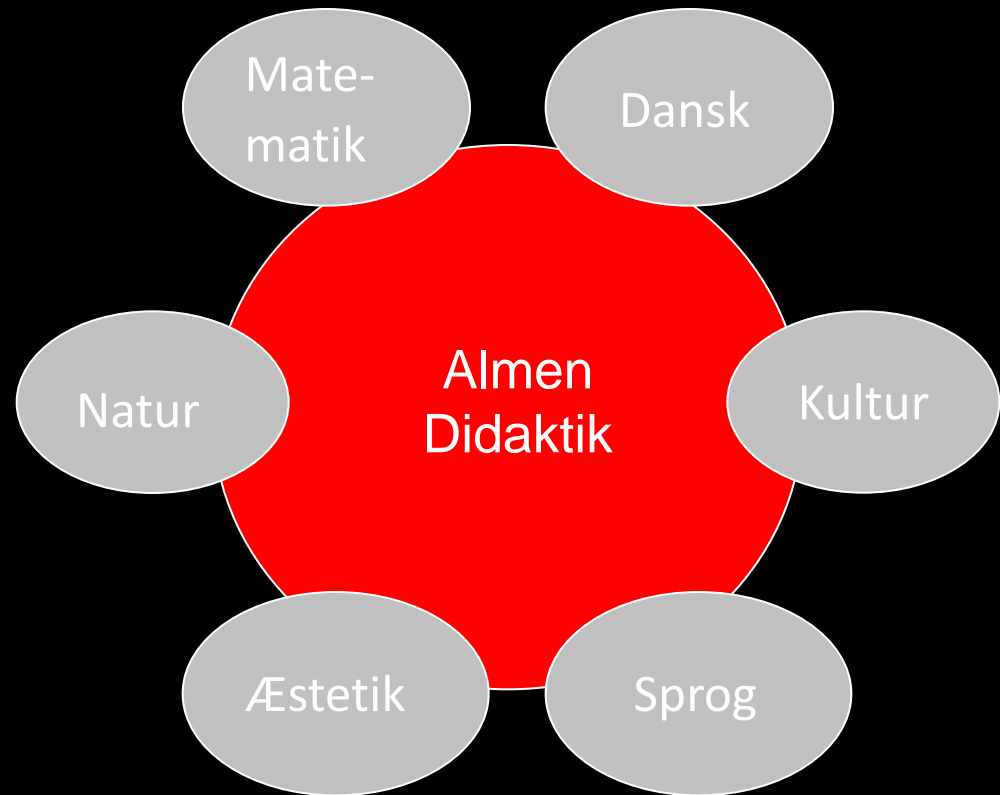 Mate-
matik
Dansk
Natur
Almen
Didaktik
Kultur
Æstetik
Sprog